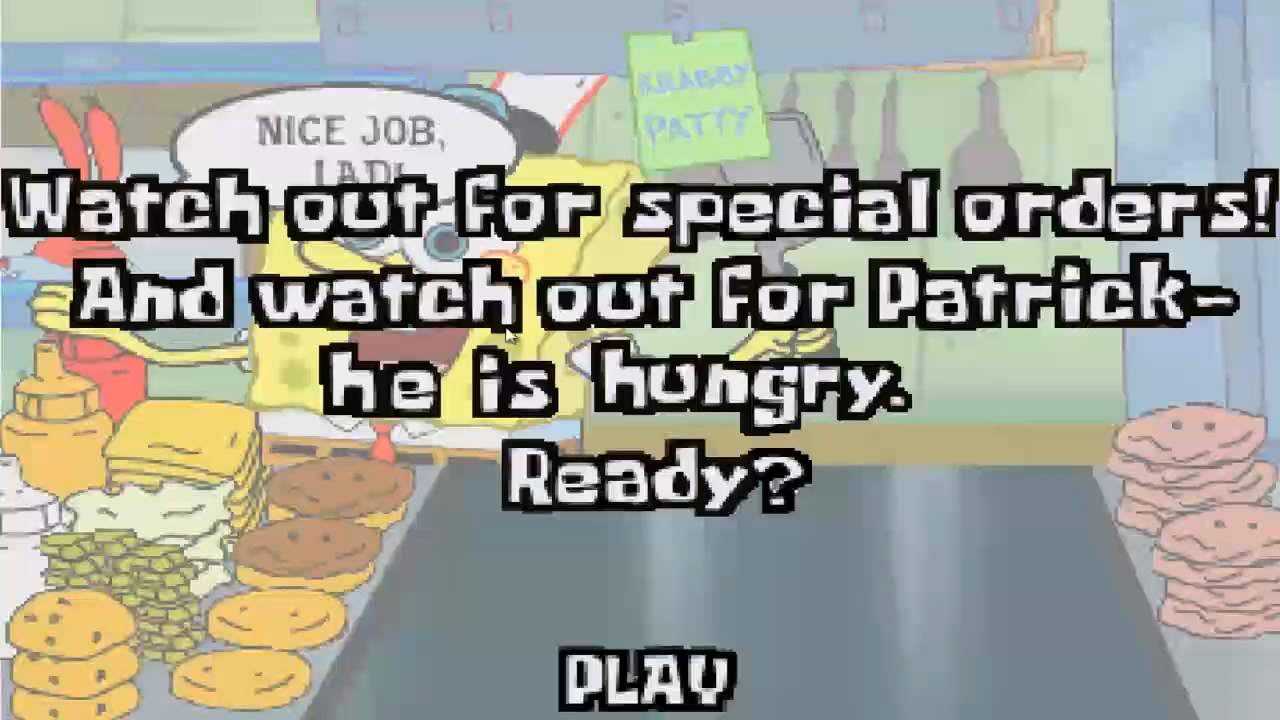 KRABBY
PATTY
NICE JOB,
LAD!
Watch out for special orders!
And watch out for Patrick-
he is hungry.
Ready?
PLAY